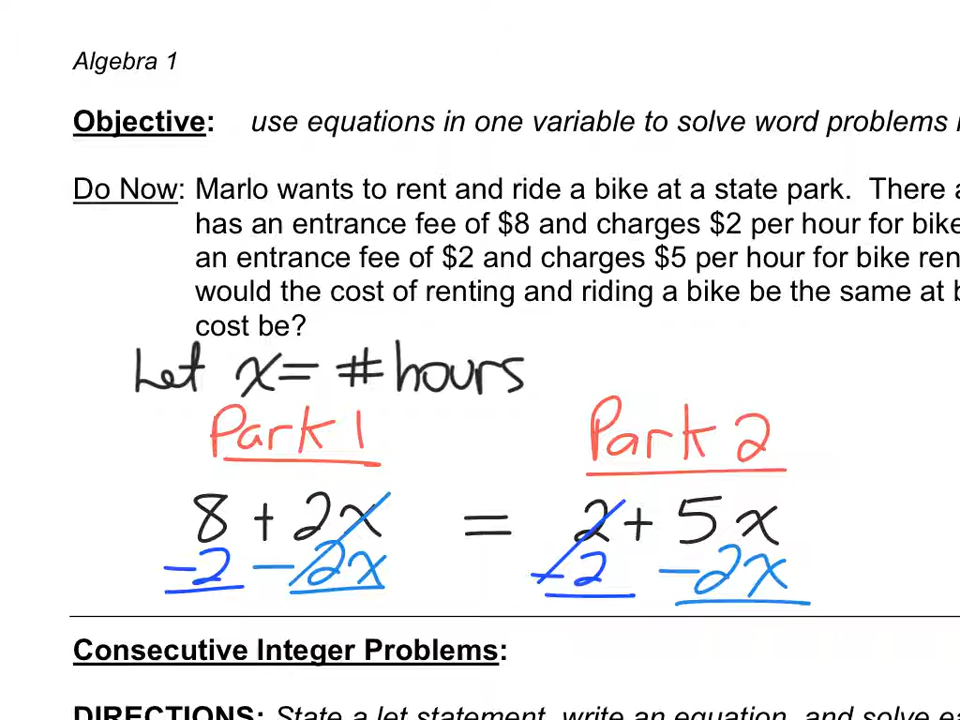 Algebra 1
Objective: use equations in one variable to solve word problems
Do Now: Marlo wants to rent and ride a bike at a state park. There
has an entrance fee of $8 and charges $2 per hour for bike
an entrance fee of $2 and charges $5 per hour for bike
would the cost of renting and riding a bike be the same at
cost be?
Let x = # hours
Park 1 Park 2
8 + 2x = 2 + 5x
-2 -2x -2 -2x
Consecutive Integer Problems:
DIRECTIONS: State a let statement, write an equation, and solve